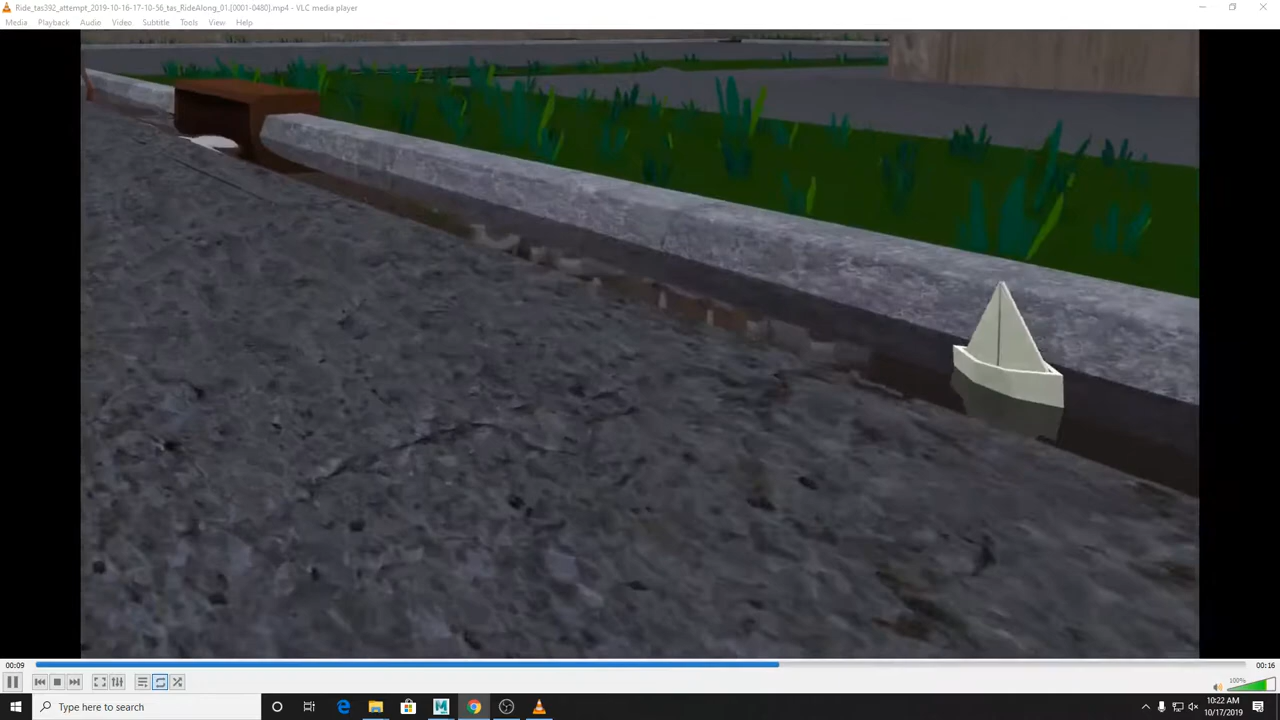 Ride_tas392_attempt_2019-10-16-17-10-56_tas_RideAlong_01.[0001-0480].mp4 - VLC media player
Media Playback Audio Video Subtitle Tools View Help
00:09
00:16
100%
Type here to search
10:22 AM
10/17/2019